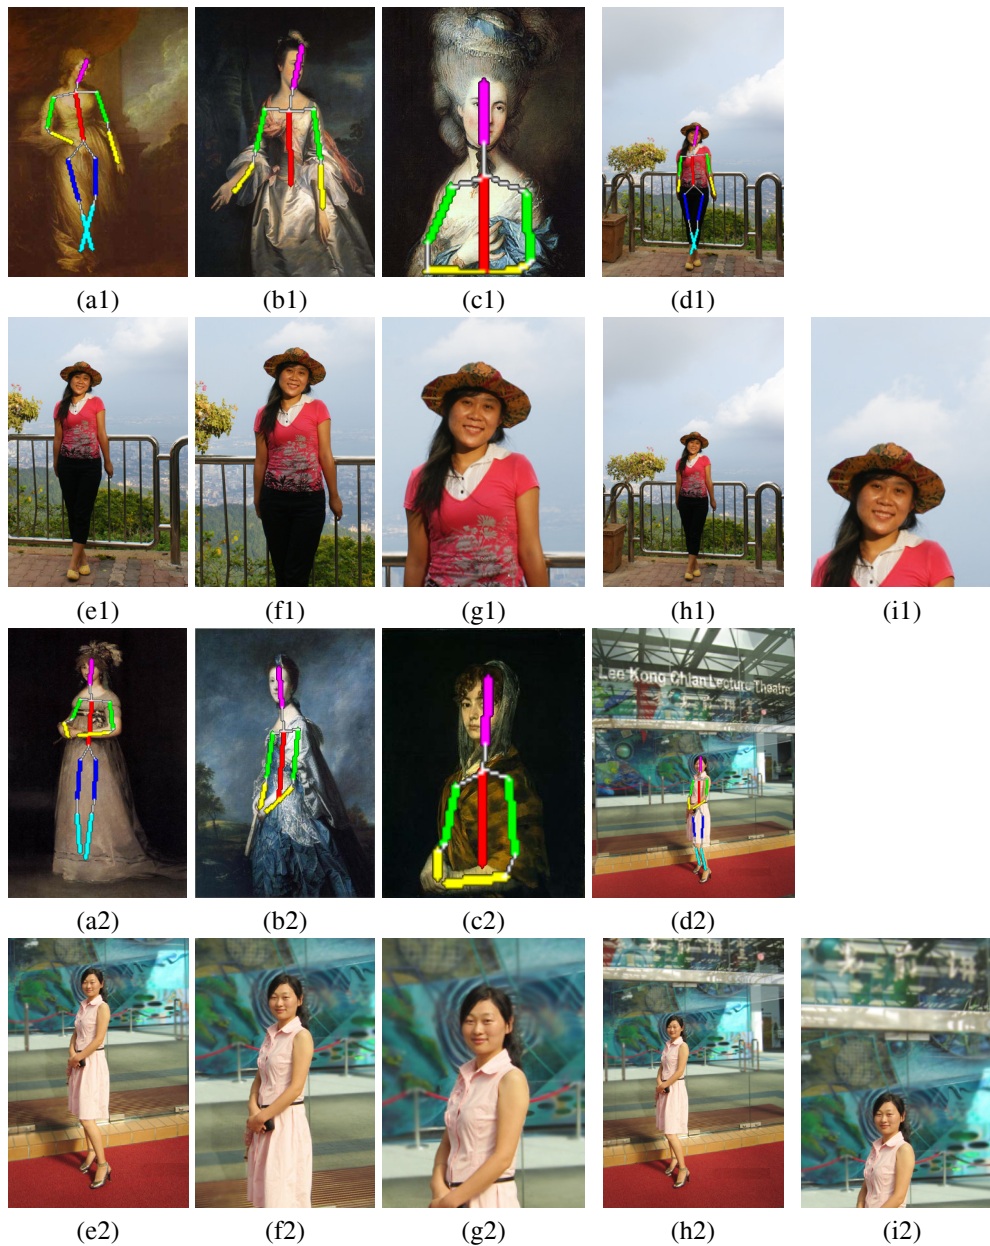 (a1) (b1) (c1) (d1)
(e1) (f1) (g1) (h1) (i1)
Lee Kong Chian Lecture Theatre
(a2) (b2) (c2) (d2)
(e2) (f2) (g2) (h2) (i2)